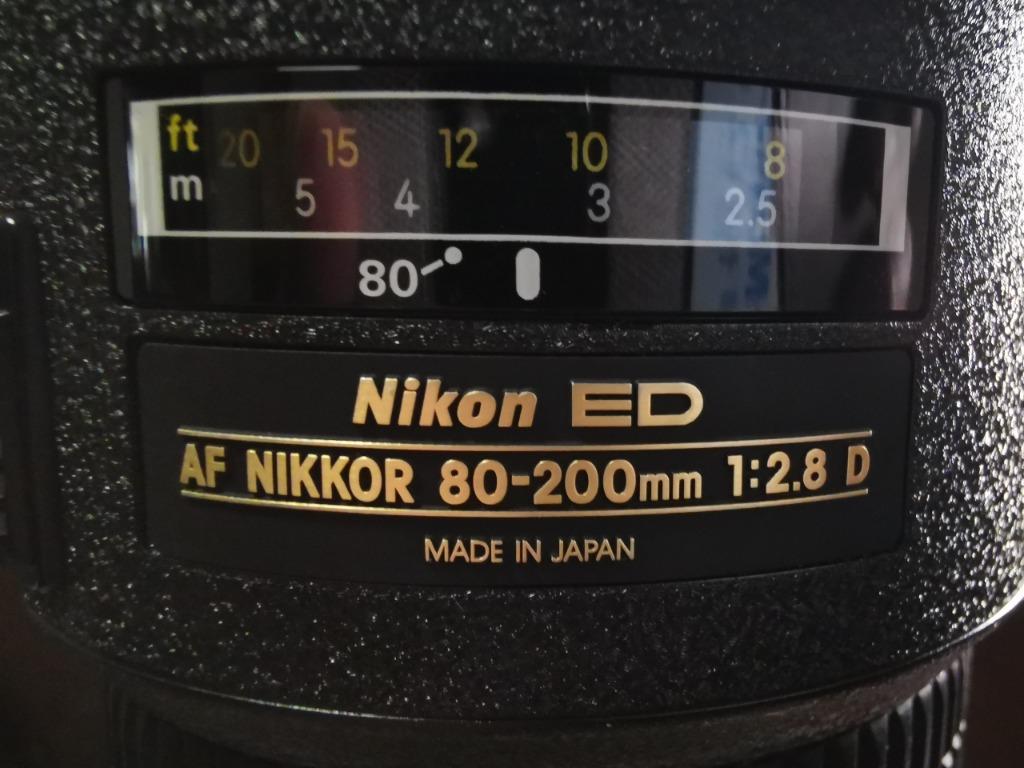 ft 20 15 12 10 8
m 5 4 3 2.5
80
Nikon ED
AF NIKKOR 80-200mm 1:2.8 D
MADE IN JAPAN